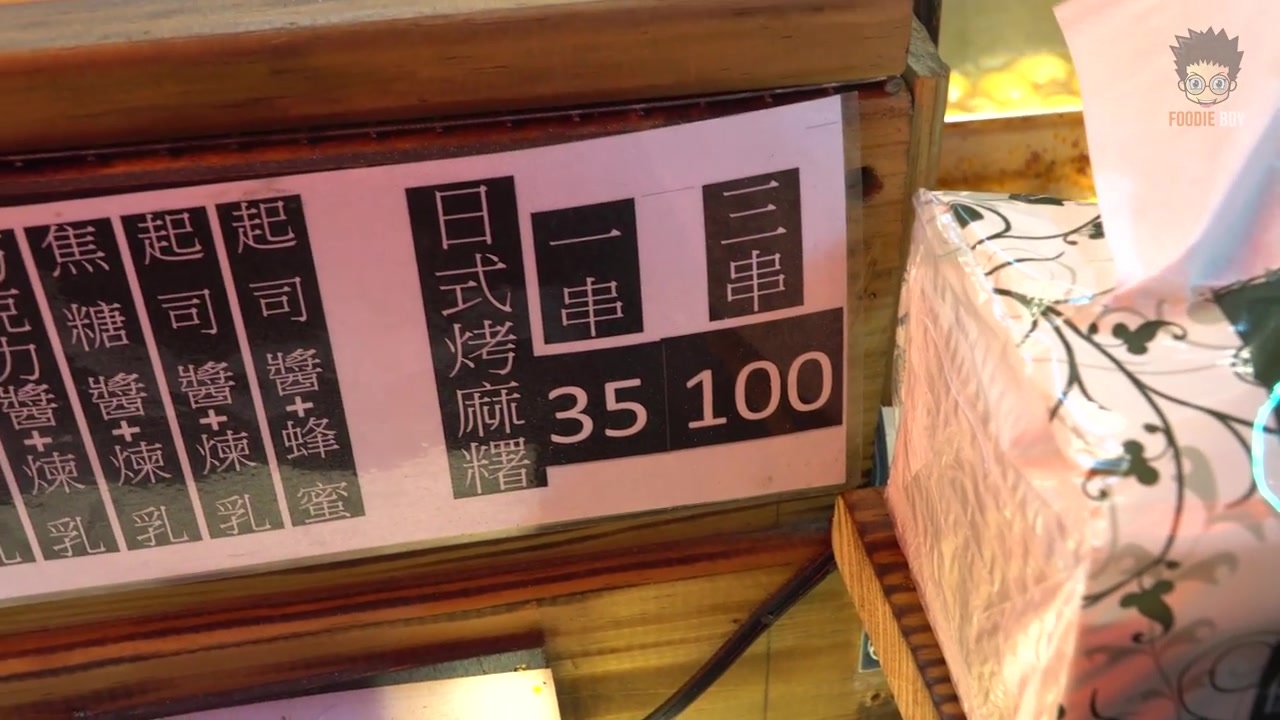 克力醬+煉乳
焦糖醬+煉乳
起司醬+煉乳
起司醬+蜂蜜
日式烤麻糬
一串
35
三串
100
FOODIE BOY